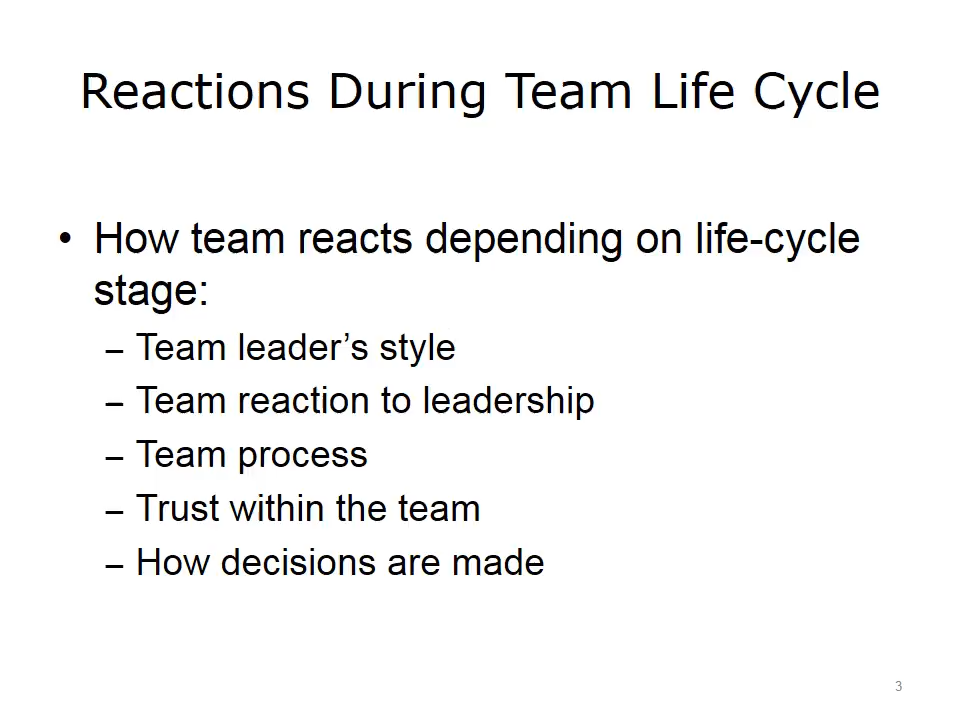 Reactions During Team Life Cycle
• How team reacts depending on life-cycle
stage:
– Team leader’s style
– Team reaction to leadership
– Team process
– Trust within the team
– How decisions are made
3